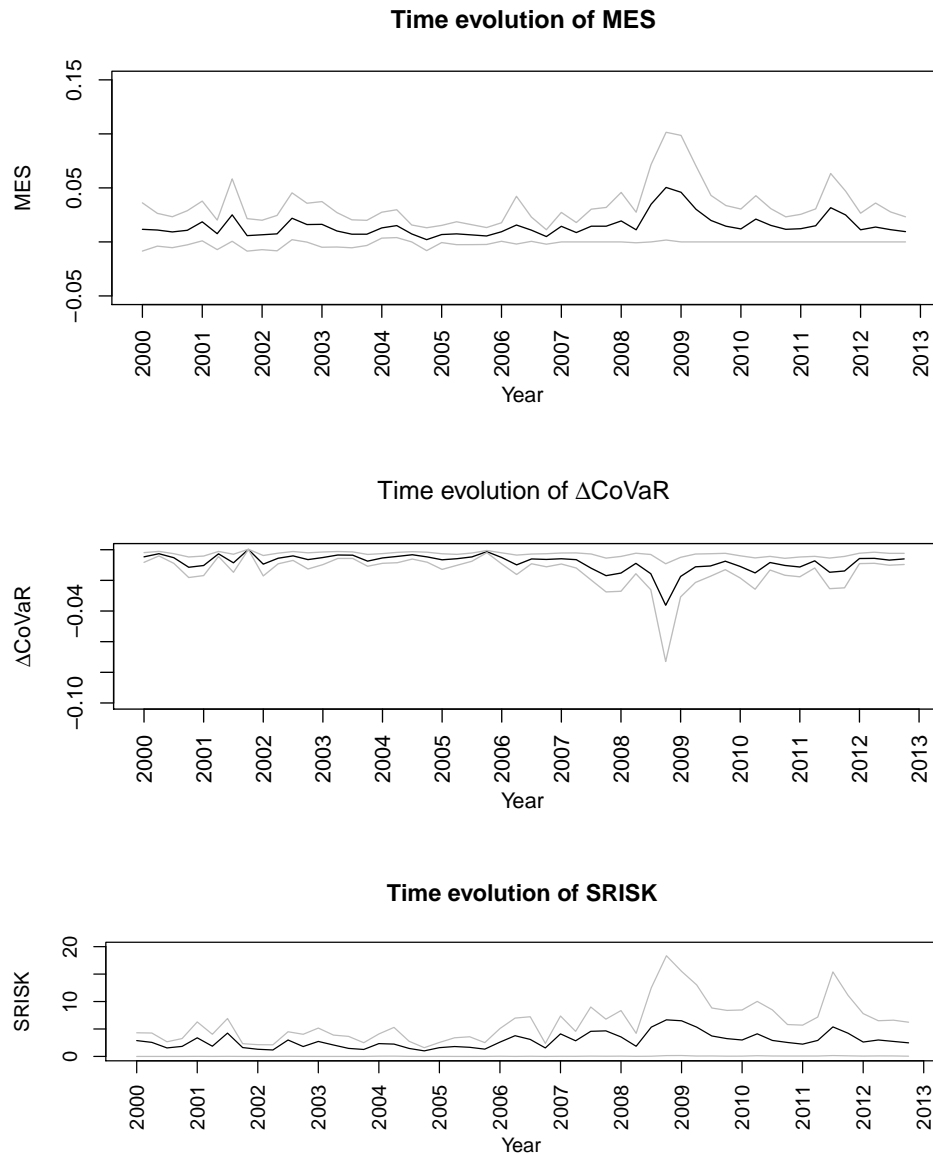 Time evolution of MES
MES
0.15
0.05
−0.05
2000 2001 2002 2003 2004 2005 2006 2007 2008 2009 2010 2011 2012 2013
Year
Time evolution of ΔCoVaR
ΔCoVaR
−0.04
−0.10
2000 2001 2002 2003 2004 2005 2006 2007 2008 2009 2010 2011 2012 2013
Year
Time evolution of SRISK
SRISK
20
10
0
2000 2001 2002 2003 2004 2005 2006 2007 2008 2009 2010 2011 2012 2013
Year